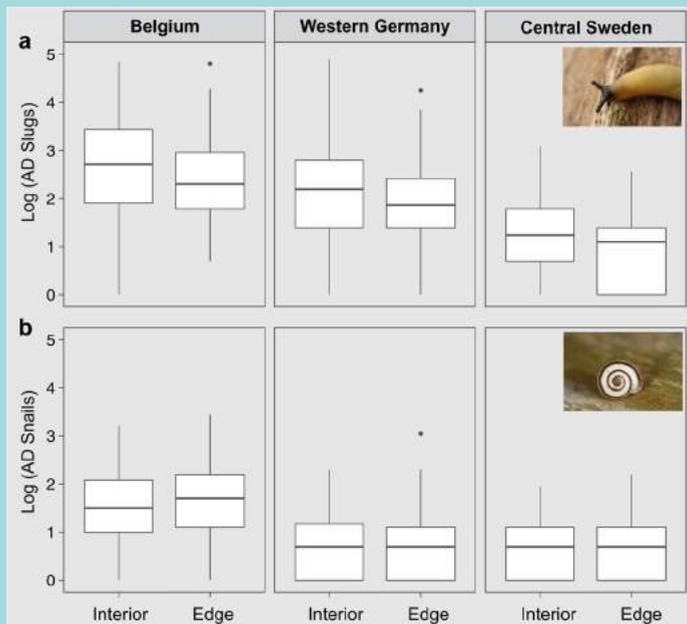 a
Belgium
Western Germany
Central Sweden
Log (AD Slugs)
5
4
3
2
1
0
b
Log (AD Snails)
5
4
3
2
1
0
Interior
Edge
Interior
Edge
Interior
Edge